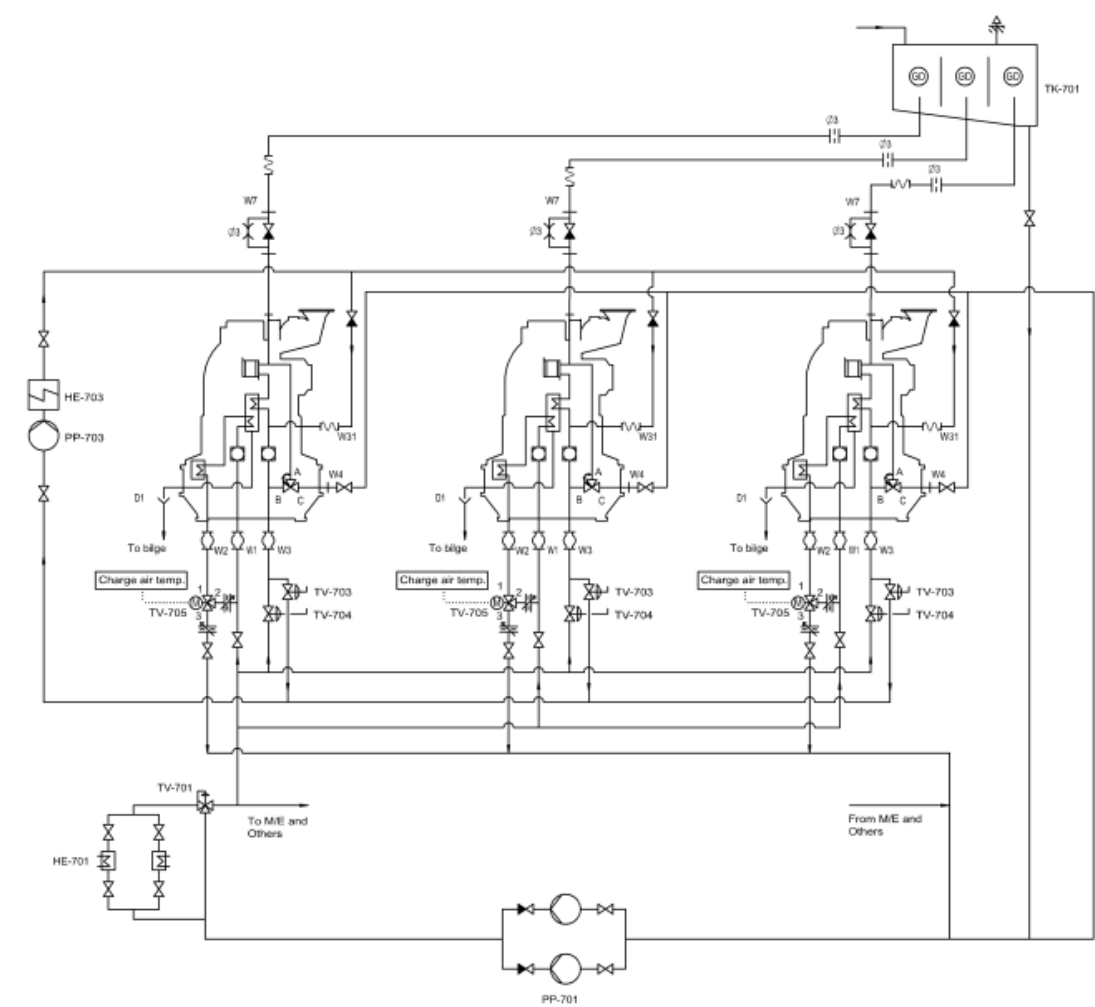 GD GD GD
TK-701
Ø3
Ø3
Ø3
W7 W7 W7
Ø3 Ø3 Ø3
HE-703
PP-703
W31 W31 W31
A W4 A W4 A W4
D1 B C D1 B C D1 B C
To bilge W2 W1 W3 To bilge W2 W1 W3 To bilge W2 W1 W3
Charge air temp. Charge air temp. Charge air temp.
1 2 TV-703 1 2 TV-703 1 2 TV-703
M M M
TV-705 TV-704 TV-705 TV-704 TV-705 TV-704
3 3 3
TV-701
To M/E and
Others
From M/E and
Others
HE-701
PP-701